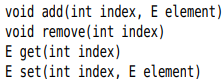 void add(int index, E element)
void remove(int index)
E get(int index)
E set(int index, E element)